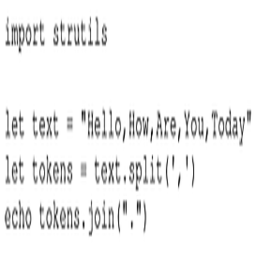 import strutils

let text = "Hello,How,Are,You,Today"
let tokens = text.split(',')
echo tokens.join(".")